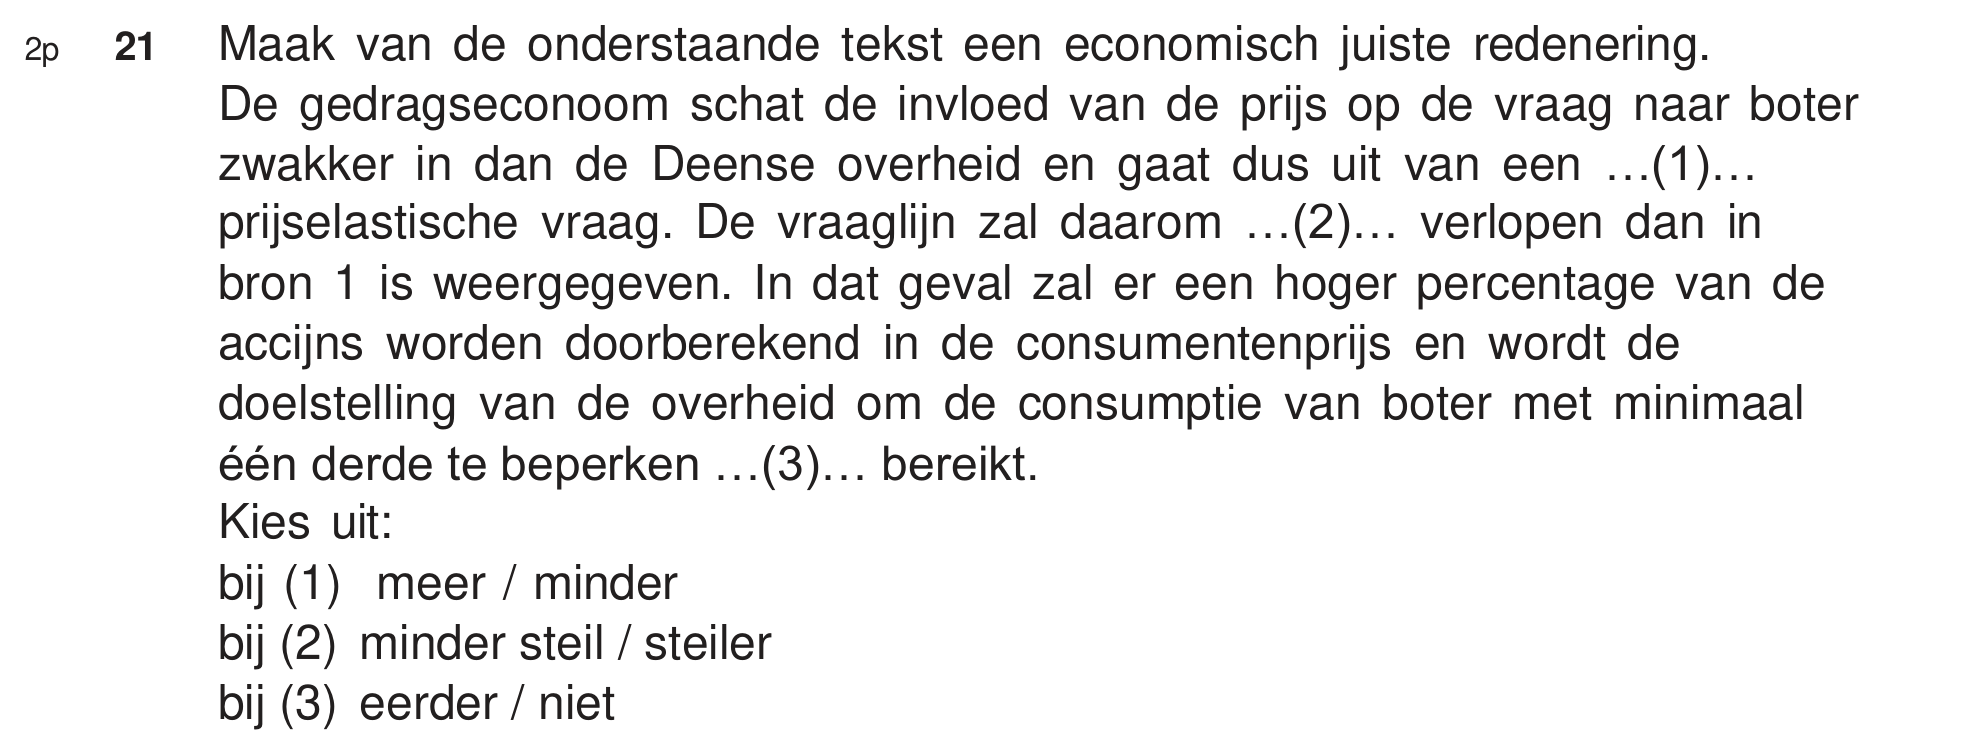 2p 21 Maak van de onderstaande tekst een economisch juiste redenering.
De gedragseconoom schat de invloed van de prijs op de vraag naar boter
zwakker in dan de Deense overheid en gaat dus uit van een …(1)…
prijselastische vraag. De vraaglijn zal daarom …(2)… verlopen dan in
bron 1 is weergegeven. In dat geval zal er een hoger percentage van de
accijns worden doorberekend in de consumentenprijs en wordt de
doelstelling van de overheid om de consumptie van boter met minimaal
één derde te beperken …(3)… bereikt.
Kies uit:
bij (1) meer / minder
bij (2) minder steil / steiler
bij (3) eerder / niet